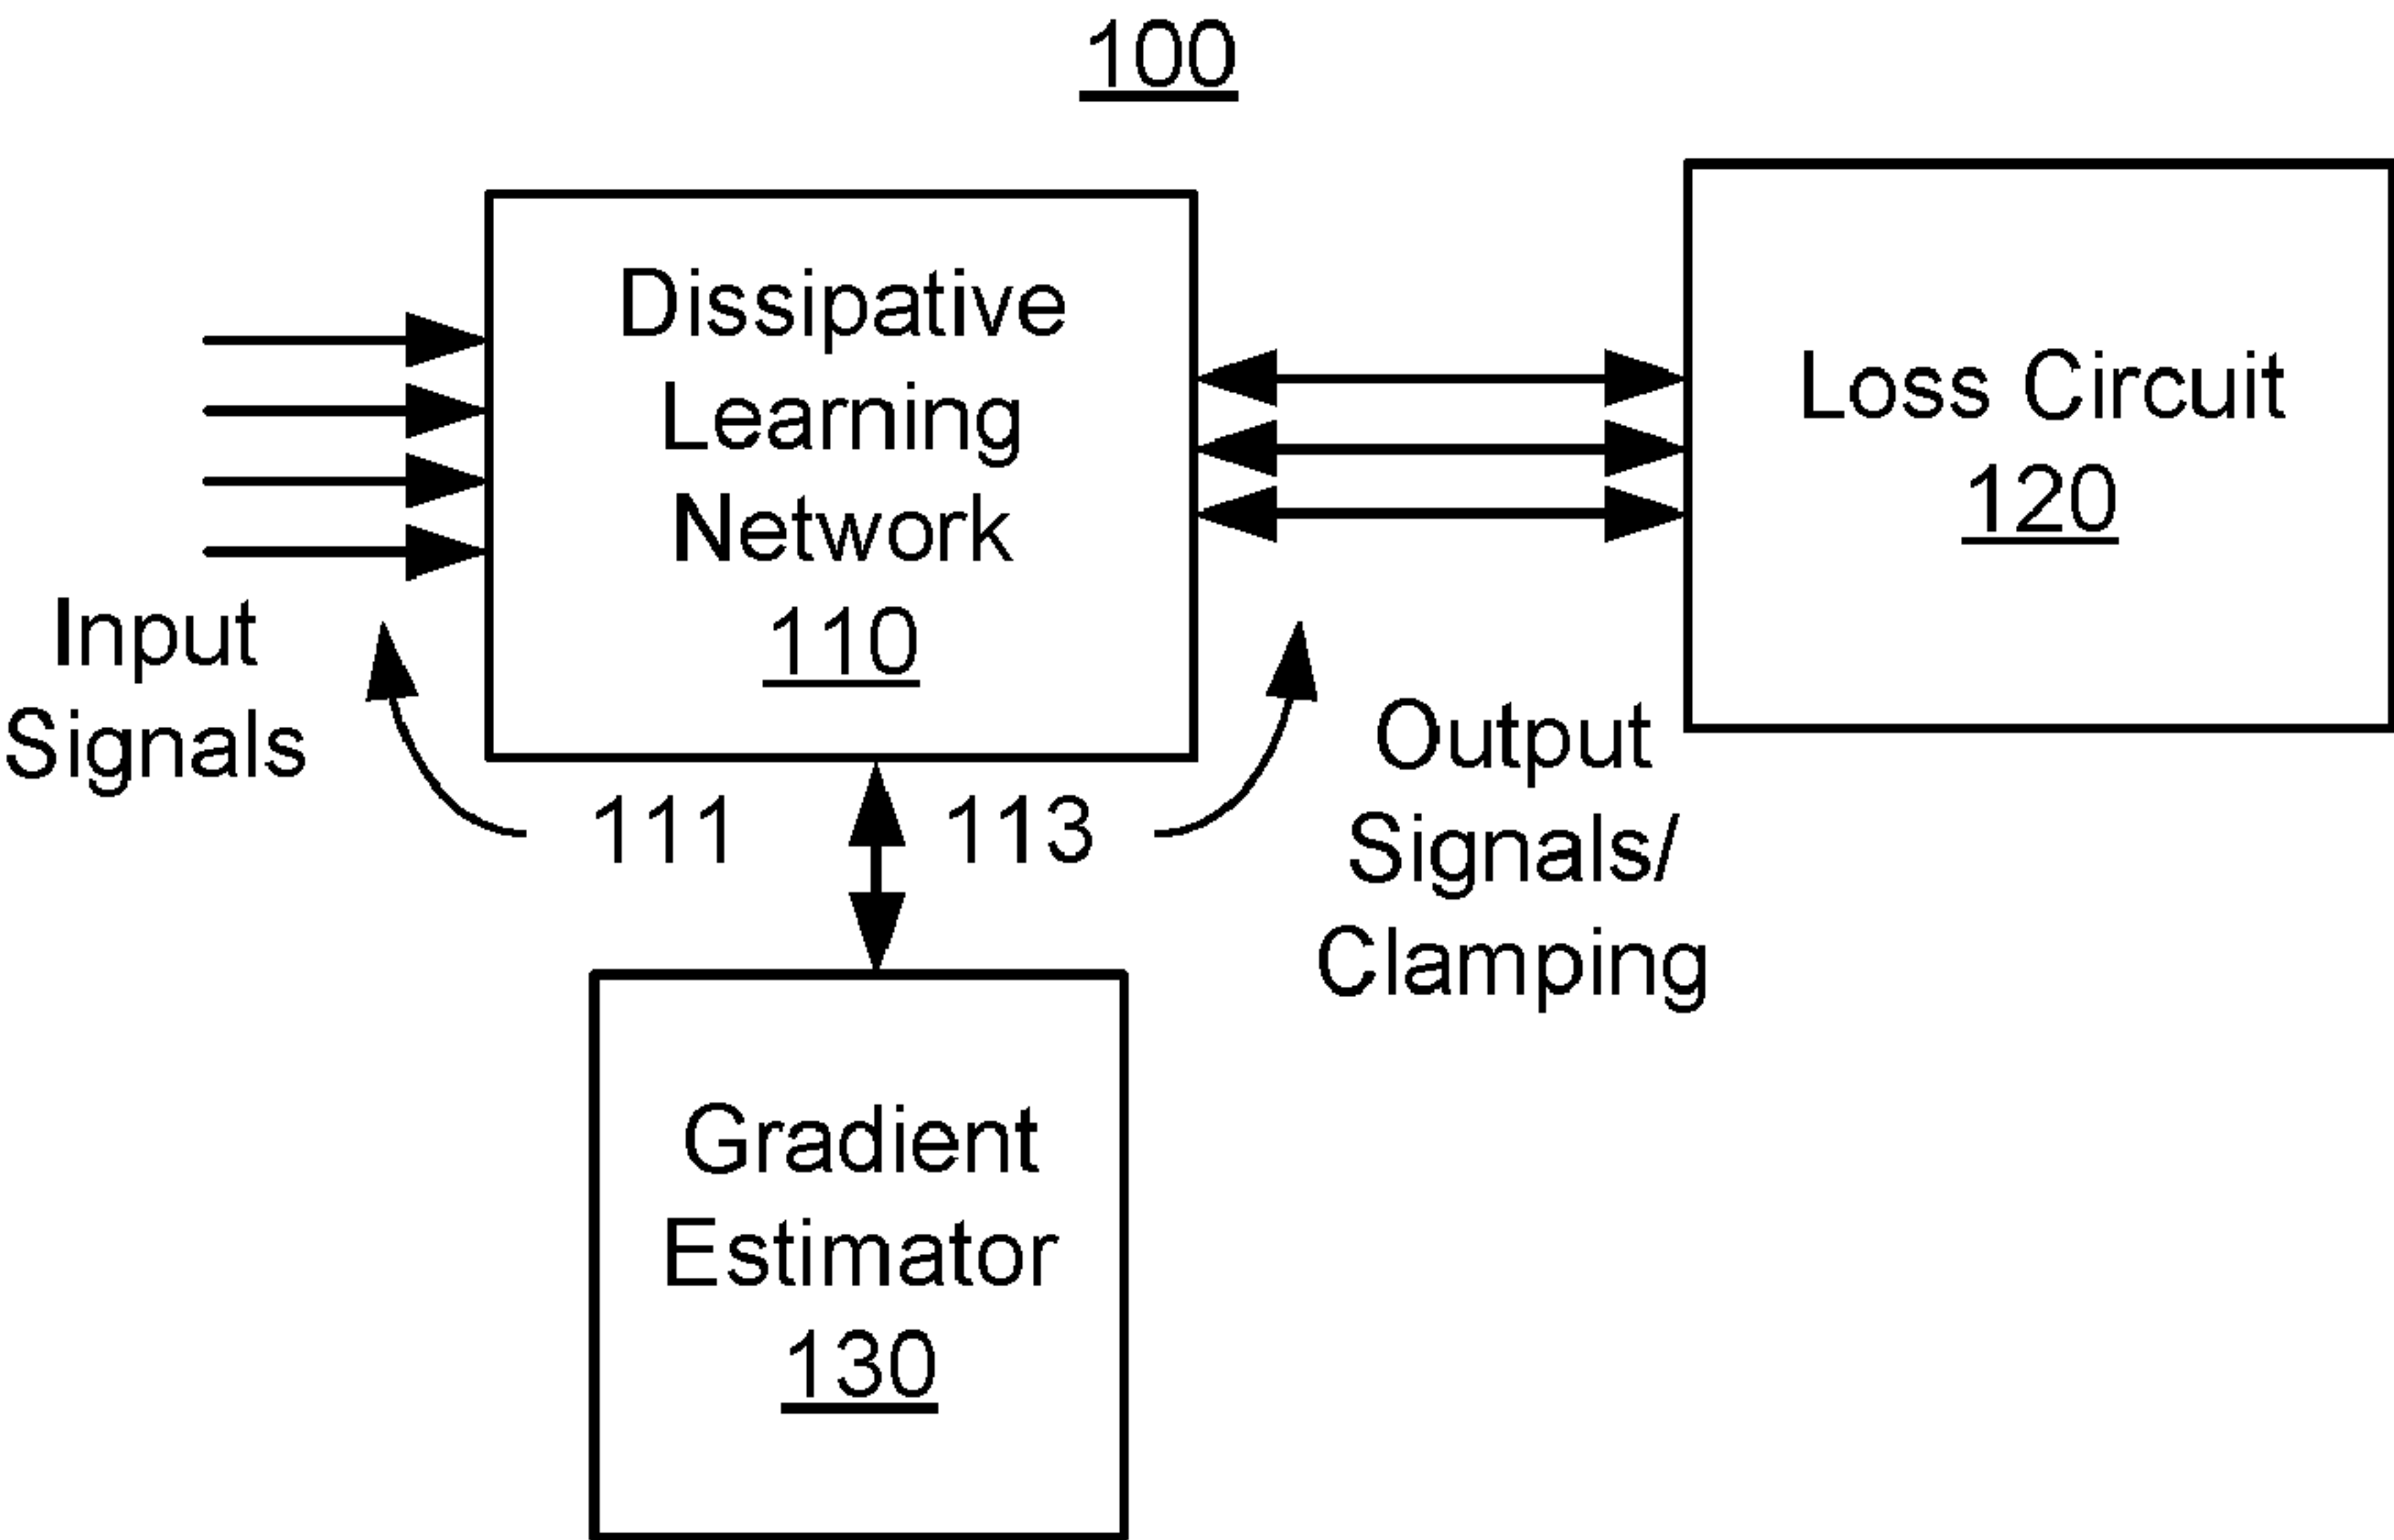 100
Dissipative
Learning
Network
110
Loss Circuit
120
Input
Signals
111
113
Output
Signals/
Clamping
Gradient
Estimator
130